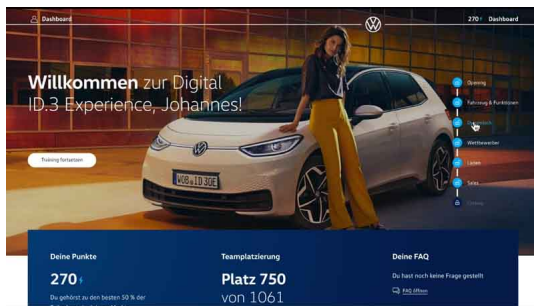 Dashboard
270 Dashboard
Willkommen zur Digital
ID.3 Experience, Johannes!
Opening
Fahrzeug & Funktionen
Wettbewerber
Training fortsetzen
Laden
Sales
WOB ID 30E
Deine Punkte
Teamplatzierung
Deine FAQ
270
Platz 750
von 1061
Du hast noch keine Frage gestellt
FAQ öffnen
Du gehörst zu den besten 50 % der